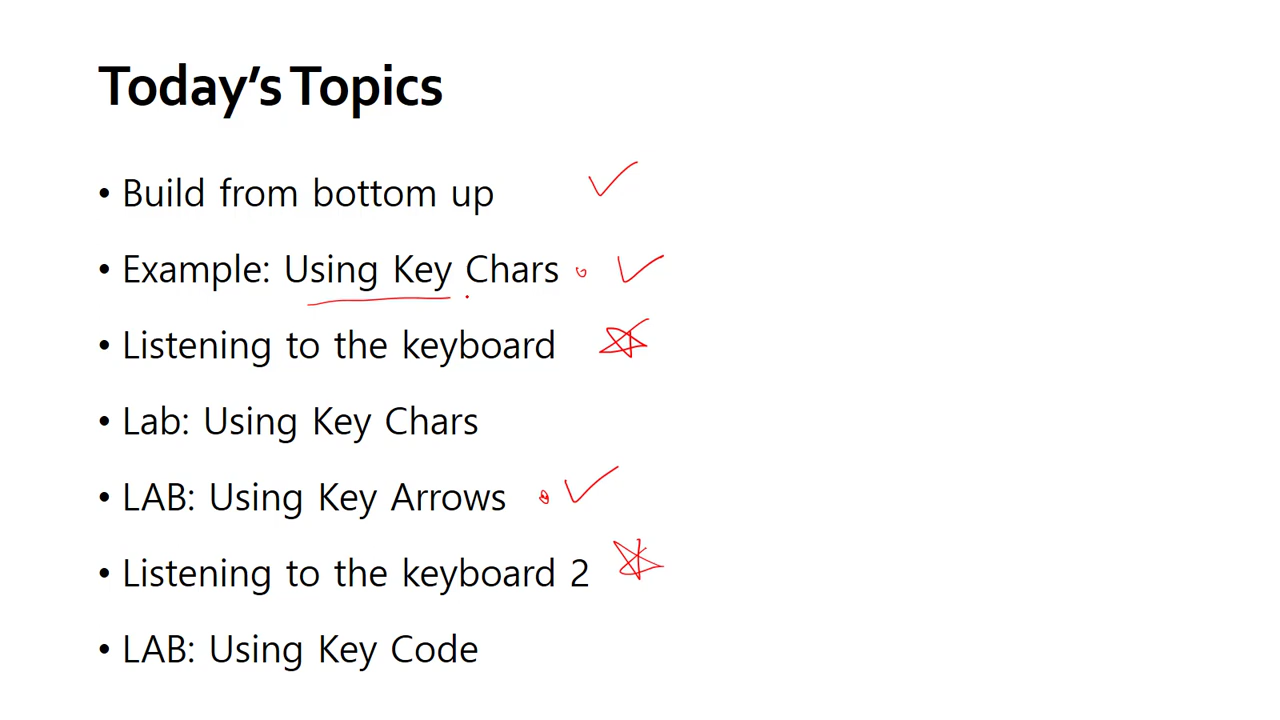 Today's Topics
• Build from bottom up
• Example: Using Key Chars
• Listening to the keyboard
• Lab: Using Key Chars
• LAB: Using Key Arrows
• Listening to the keyboard 2
• LAB: Using Key Code